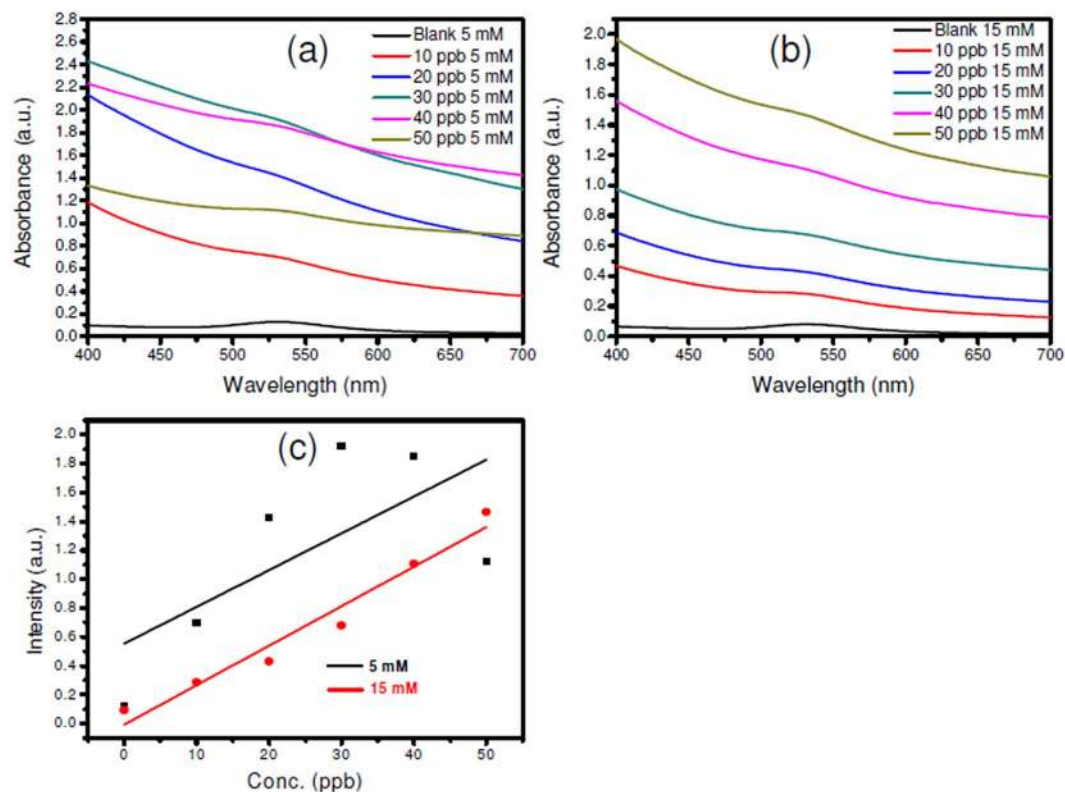 (a)
Blank 5 mM
10 ppb 5 mM
20 ppb 5 mM
30 ppb 5 mM
40 ppb 5 mM
50 ppb 5 mM
Absorbance (a.u.)
2.8
2.6
2.4
2.2
2.0
1.8
1.6
1.4
1.2
1.0
0.8
0.6
0.4
0.2
0.0
400 450 500 550 600 650 700
Wavelength (nm)
(b)
Blank 15 mM
10 ppb 15 mM
20 ppb 15 mM
30 ppb 15 mM
40 ppb 15 mM
50 ppb 15 mM
Absorbance (a.u.)
2.0
1.8
1.6
1.4
1.2
1.0
0.8
0.6
0.4
0.2
0.0
400 450 500 550 600 650 700
Wavelength (nm)
(c)
Intensity (a.u.)
2.0
1.8
1.6
1.4
1.2
1.0
0.8
0.6
0.4
0.2
0.0
5 mM
15 mM
0 10 20 30 40 50
Conc. (ppb)